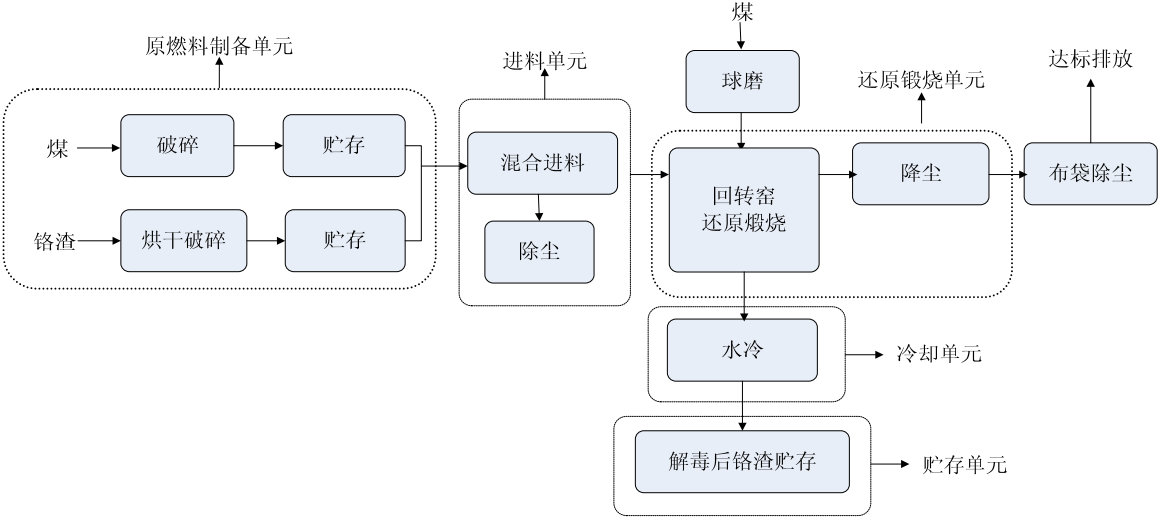 煤
原燃料制备单元
进料单元
达标排放
还原锻烧单元
球磨
煤
破碎
贮存
混合进料
降尘
布袋除尘
回转窑
还原煅烧
铬渣
烘干破碎
贮存
除尘
水冷
冷却单元
解毒后铬渣贮存
贮存单元